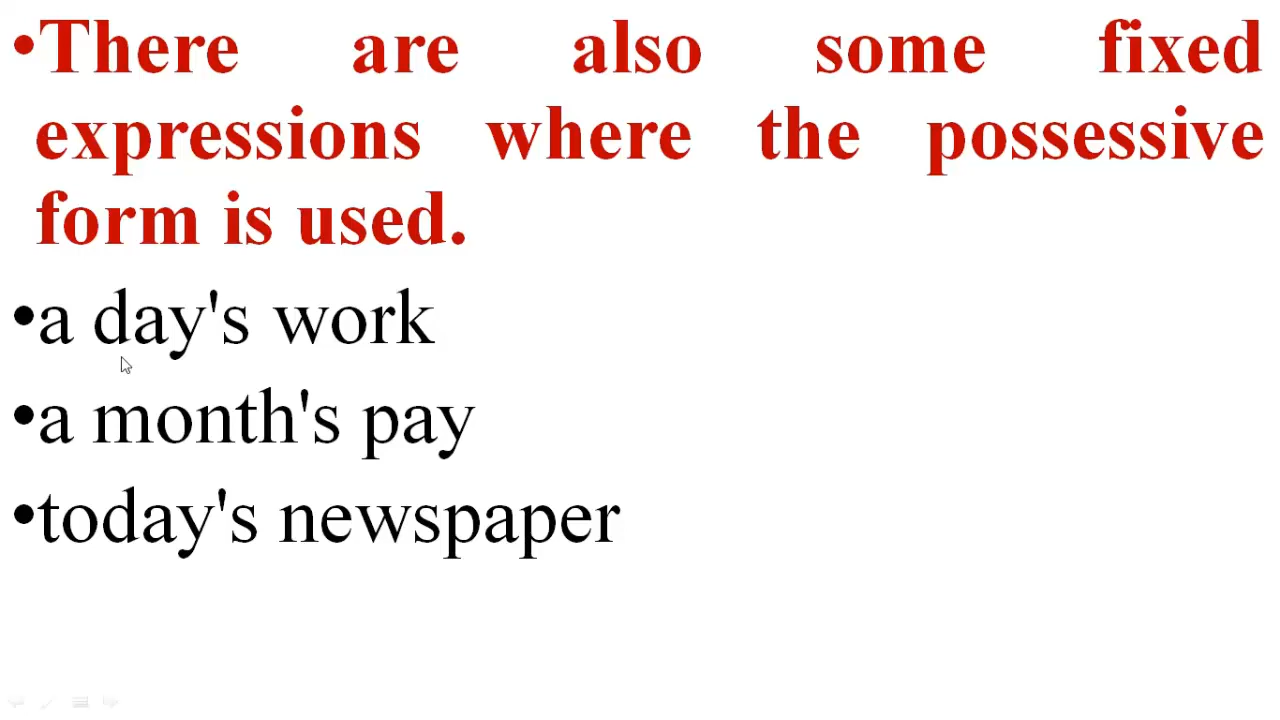 •There are also some fixed
expressions where the possessive
form is used.
•a day's work
•a month's pay
•today's newspaper